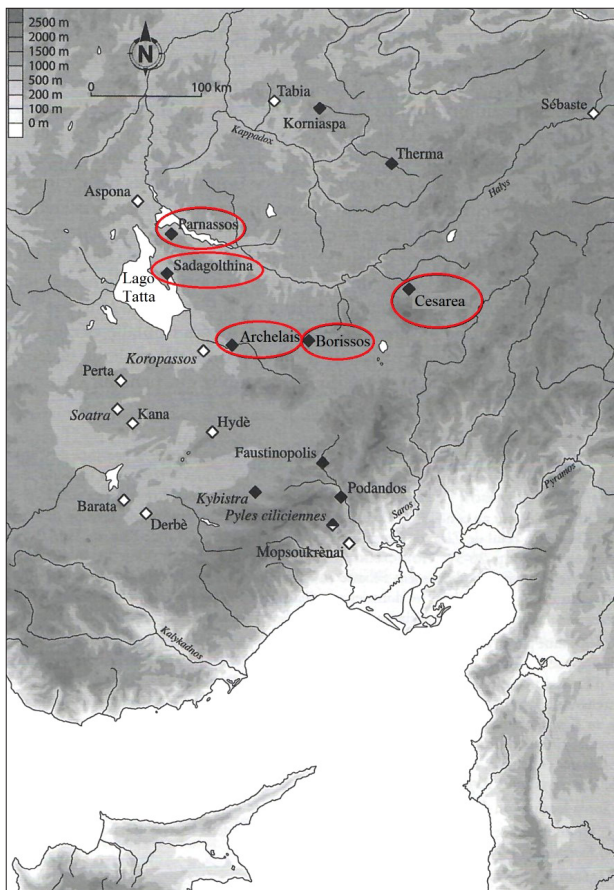 2500 m
2000 m
1500 m
1000 m
500 m
200 m
100 m
0 m
N
0
100 km
Tabia
Korniaspa
Sébaste
Kappadox
Therma
Halys
Aspona
Parnassos
Sadagolthina
Lago
Tatta
Cesarea
Archelais
Borissos
Koropassos
Perta
Soatra
Kana
Hydè
Faustinopolis
Kybistra
Podandos
Pyramos
Saros
Barata
Derbè
Pyles ciliciennes
Mopsoukrènai
Kalykadnos